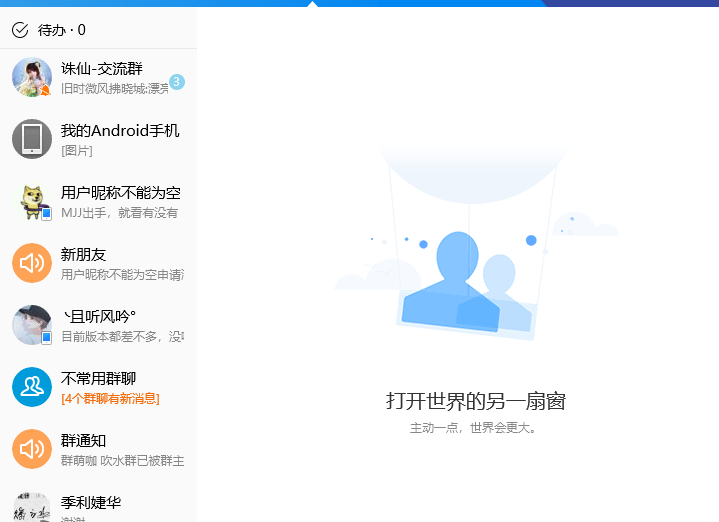 待办 · 0
诛仙-交流群
旧时微风拂晓城:漂亮
3
我的Android手机
[图片]
用户昵称不能为空
MJJ出手，就看有没有
新朋友
用户昵称不能为空申请
丶且听风吟°
目前版本都差不多，没
不常用群聊
[4个群聊有新消息]
群通知
群萌咖 吹水群已被群主
季利婕华
谢谢
打开世界的另一扇窗
主动一点，世界会更大。